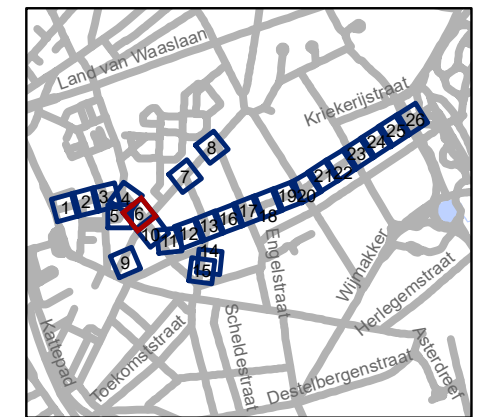 Land van Waaslaan
Kriekerijstraat
8
7
26
25
24
23
22
21
20
19
18
17
16
13
12
11
10
1
2
3
4
5
6
9
14
15
Engelstraat
Wijmakker
Herlegemstraat
Kattepad
Toekomststraat
Scheldestraat
Destelbergenstraat
Asterdreef